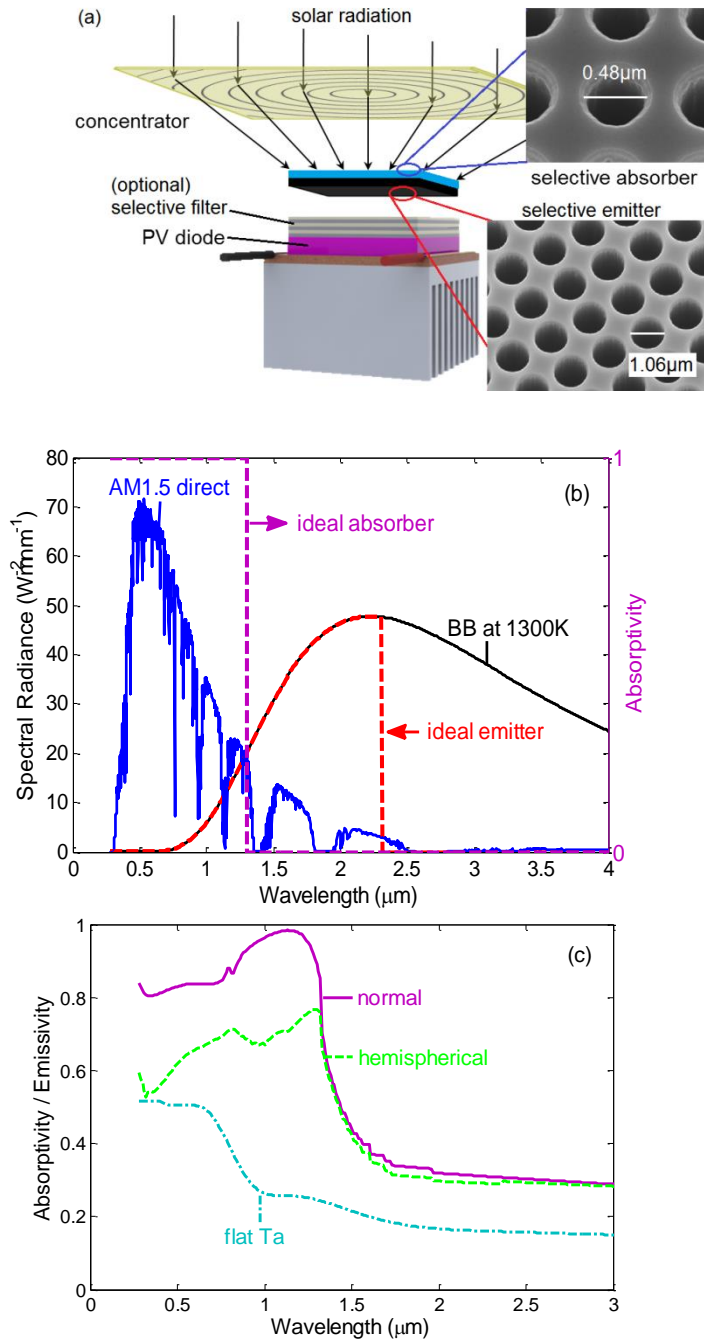 (a)
solar radiation
0.48μm
concentrator
(optional)
selective filter
selective absorber
selective emitter
PV diode
1.06μm
80
70
60
50
40
30
20
10
0
Spectral Radiance (Wm⁻²nm⁻¹)
AM1.5 direct
(b)
ideal absorber
BB at 1300K
ideal emitter
1
0
Absorptivity
0 0.5 1 1.5 2 2.5 3 3.5 4
Wavelength (μm)
1
0.8
0.6
0.4
0.2
0
Absorptivity / Emissivity
(c)
normal
hemispherical
flat Ta
0 0.5 1 1.5 2 2.5 3
Wavelength (μm)